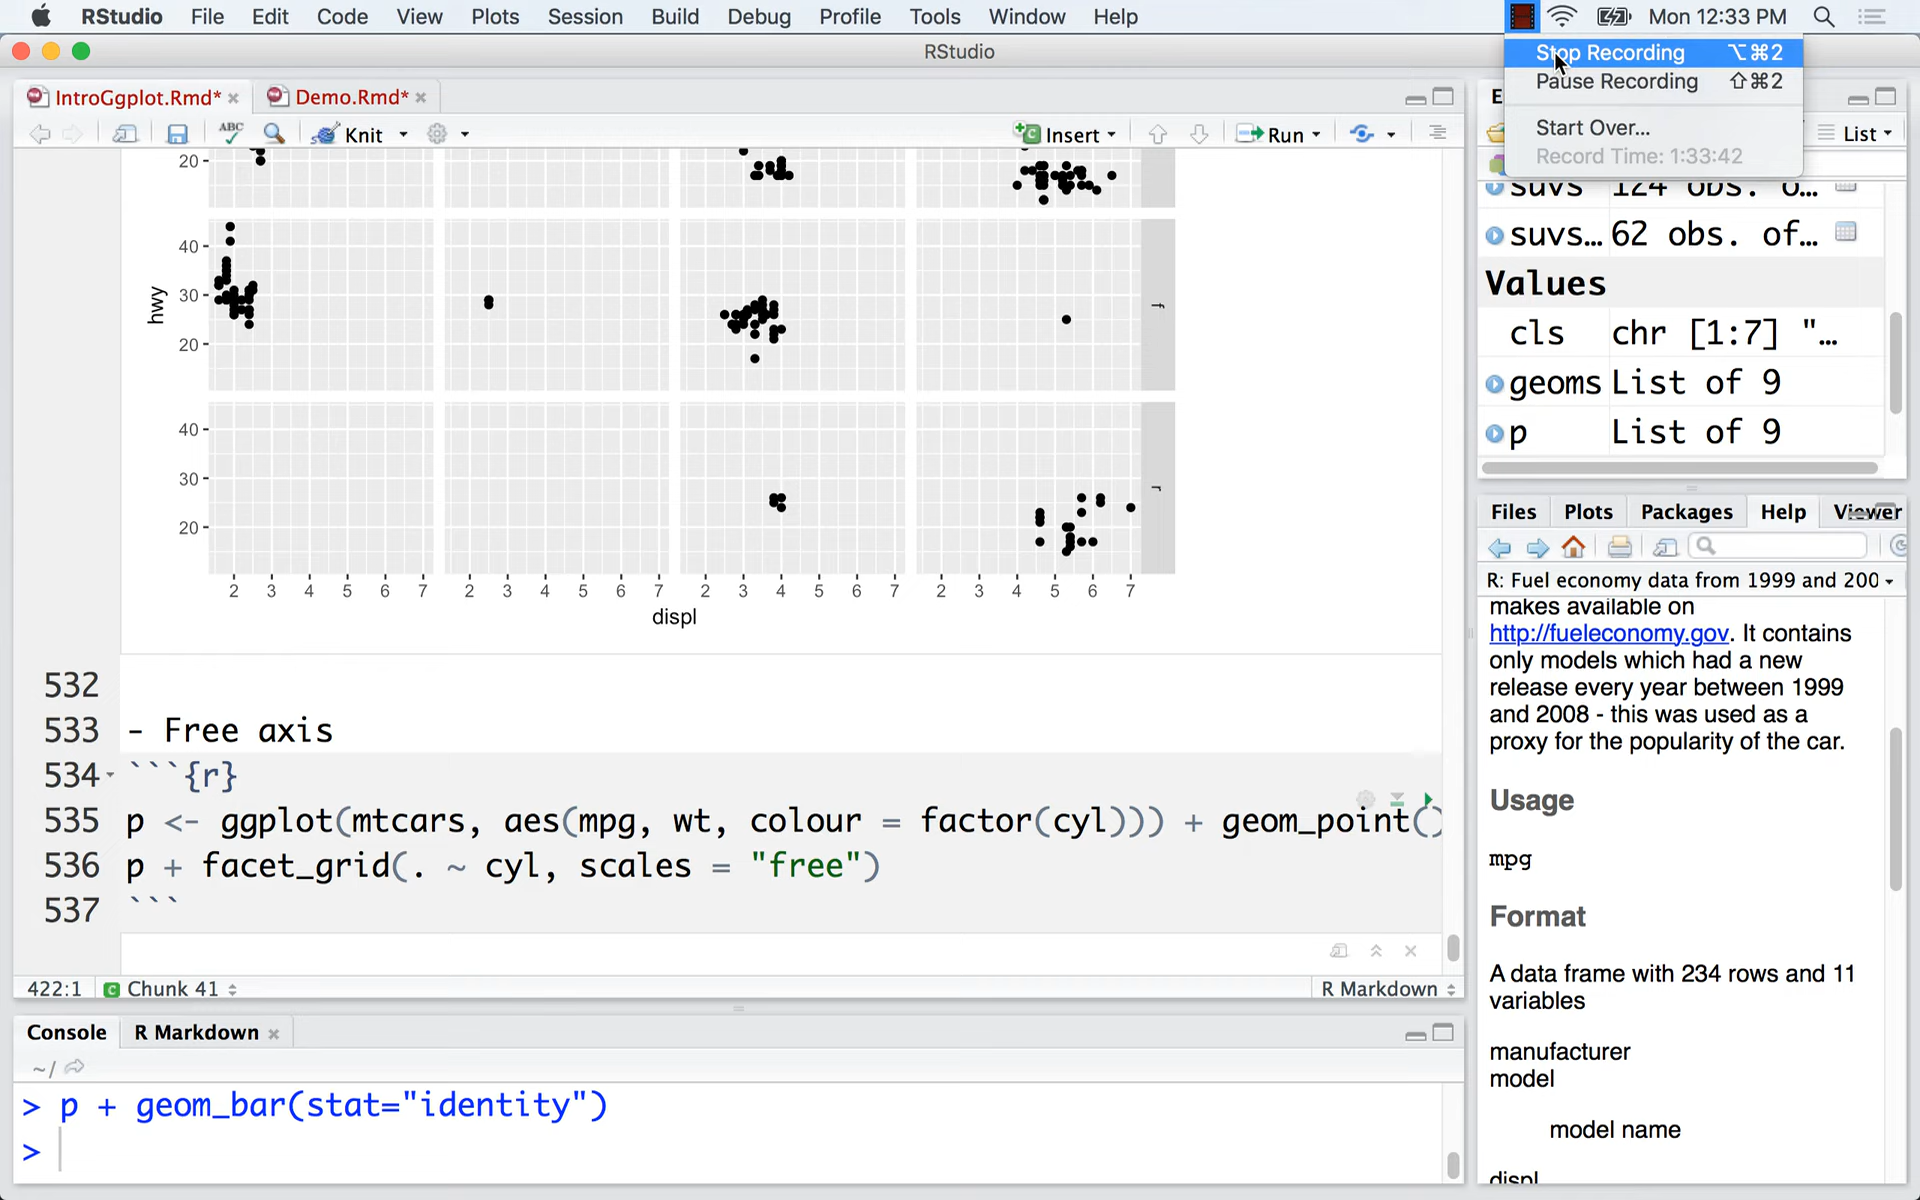 RStudio File Edit Code View Plots Session Build Debug Profile Tools Window Help Mon 12:33 PM
RStudio
Stop Recording ⌥⌘2
Pause Recording ⇧⌘2
Start Over...
Record Time: 1:33:42
IntroGgplot.Rmd* Demo.Rmd*
ABC Knit Insert Run List
20
40
30
20
hwy
f
40
30
20
r
2 3 4 5 6 7 2 3 4 5 6 7 2 3 4 5 6 7 2 3 4 5 6 7
displ
532
533 - Free axis
534 ```{r}
535 p <- ggplot(mtcars, aes(mpg, wt, colour = factor(cyl))) + geom_point()
536 p + facet_grid(. ~ cyl, scales = "free")
537 ```
422:1 C Chunk 41 R Markdown
Console R Markdown
~/
> p + geom_bar(stat="identity")
>
E
suvs 124 obs. o…
suvs… 62 obs. of…
Values
cls chr [1:7] "…
geoms List of 9
p List of 9
Files Plots Packages Help Viewer
R: Fuel economy data from 1999 and 200
makes available on
http://fueleconomy.gov. It contains
only models which had a new
release every year between 1999
and 2008 - this was used as a
proxy for the popularity of the car.
Usage
mpg
Format
A data frame with 234 rows and 11
variables
manufacturer
model
model name
displ